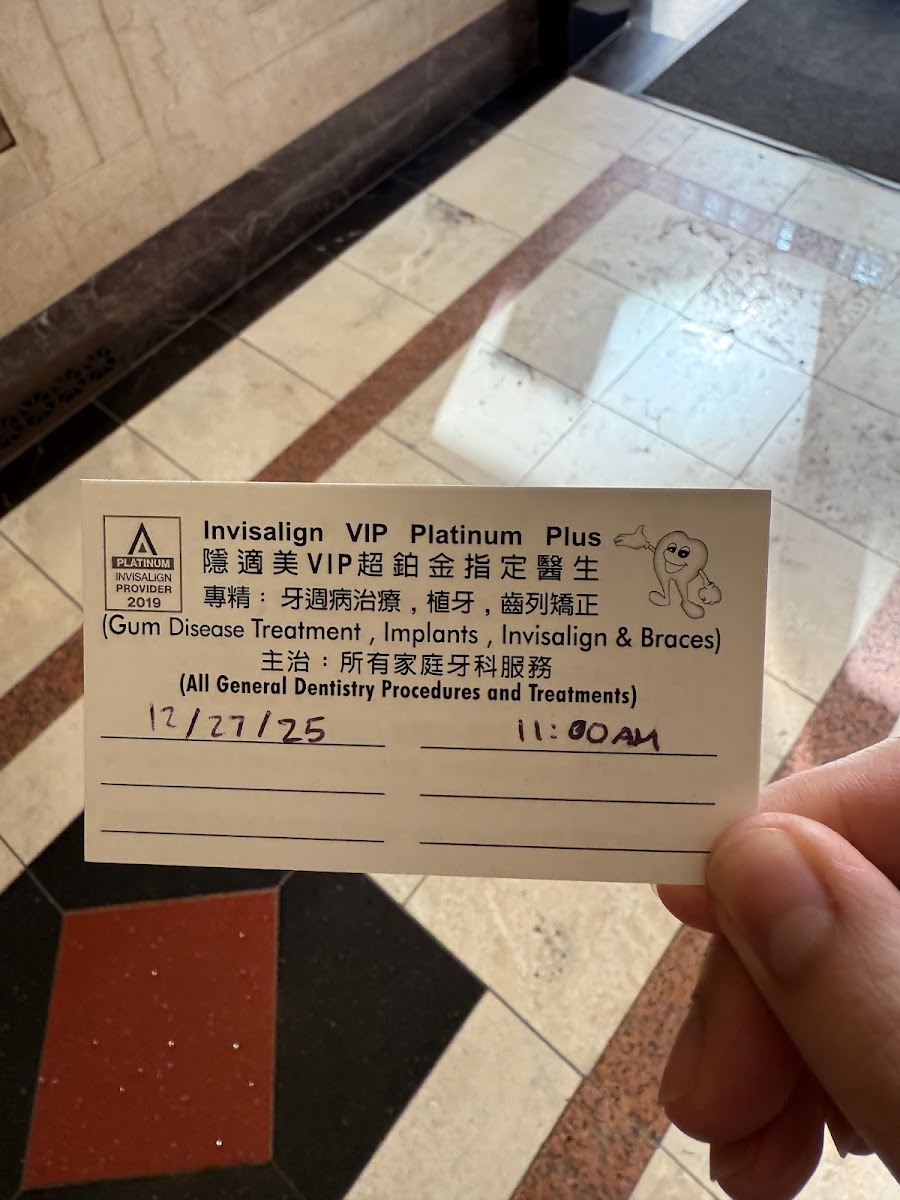 PLATINUM
INVISALIGN
PROVIDER
2019
Invisalign VIP Platinum Plus
隱適美VIP超鉑金指定醫生
專精：牙週病治療，植牙，齒列矯正
(Gum Disease Treatment , Implants , Invisalign & Braces)
主治：所有家庭牙科服務
(All General Dentistry Procedures and Treatments)
12/27/25 11:00AM